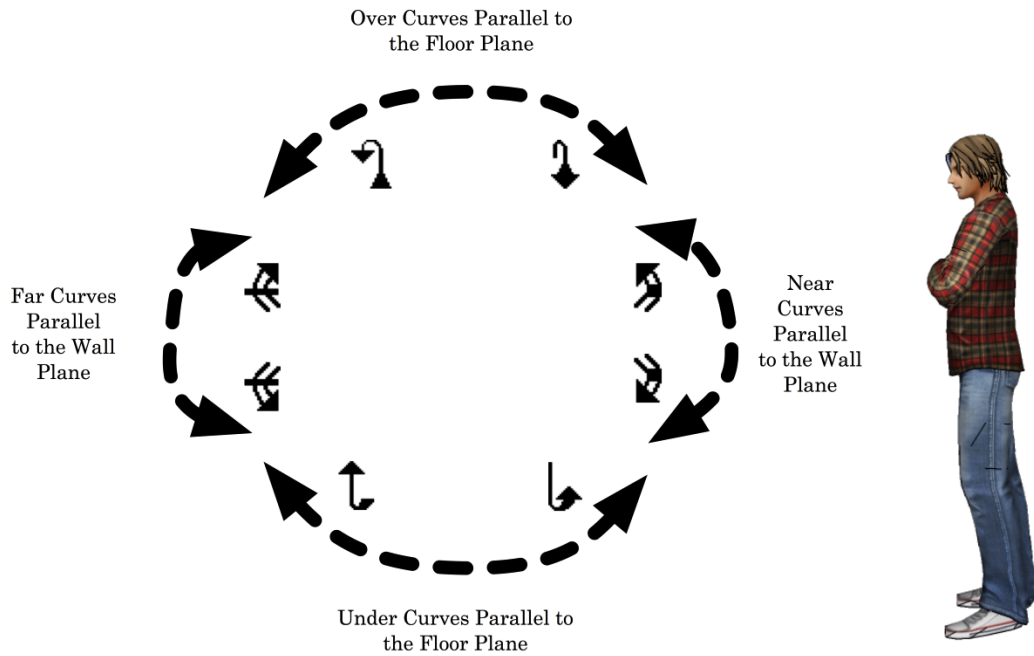 Over Curves Parallel to
the Floor Plane
Far Curves
Parallel
to the Wall
Plane
Near
Curves
Parallel
to the Wall
Plane
Under Curves Parallel to
the Floor Plane